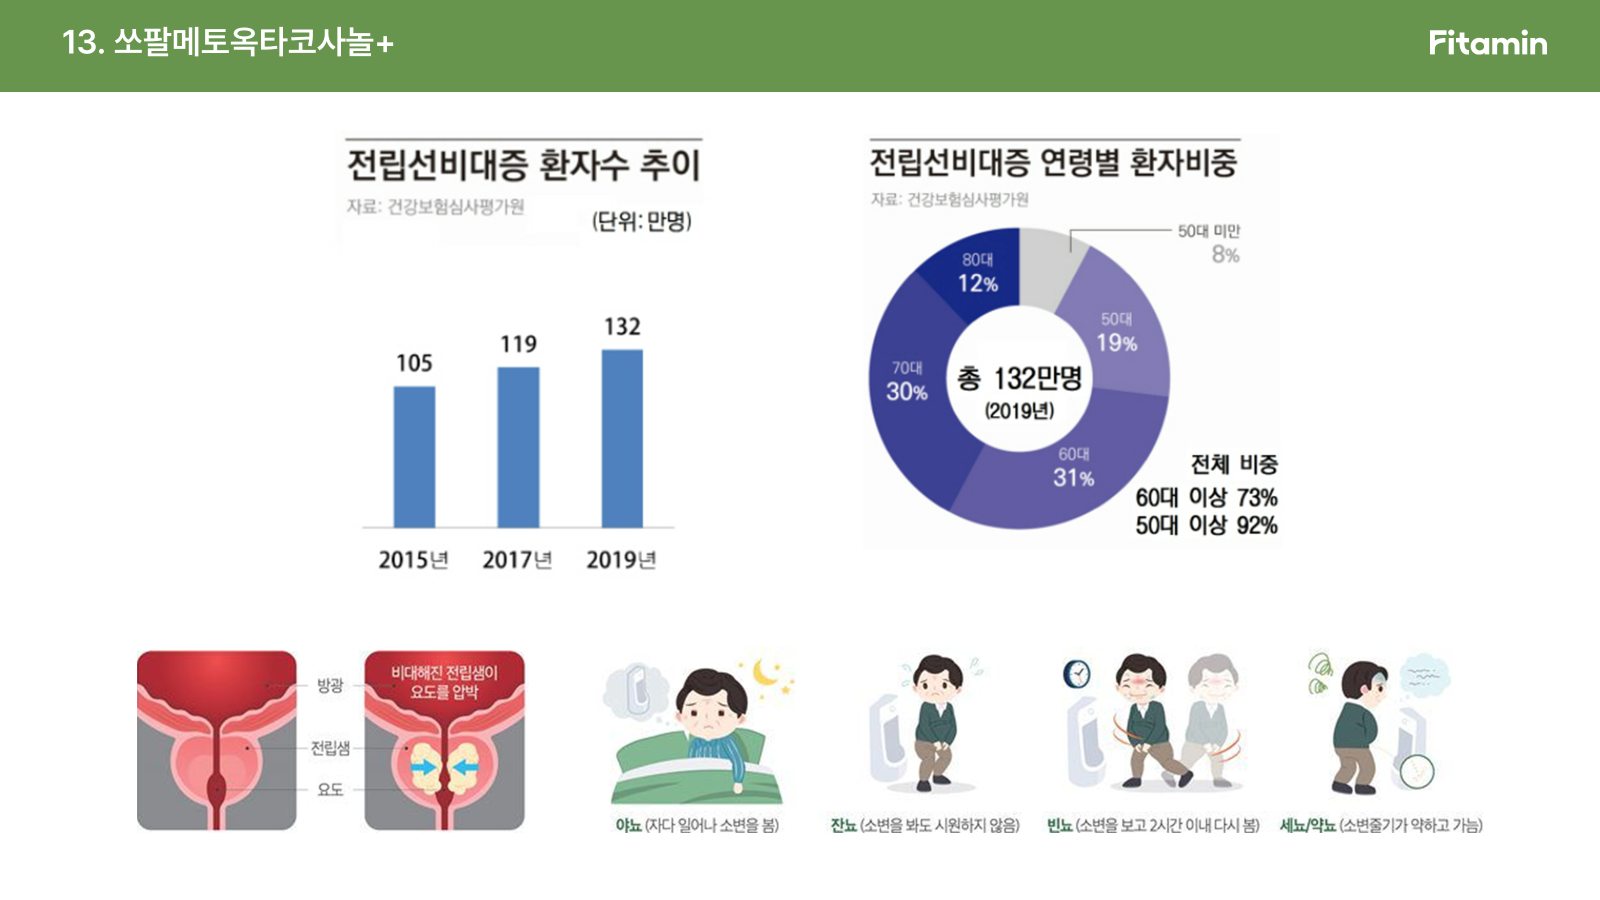 13. 쏘팔메토옥타코사놀+
Fitamin
전립선비대증 환자수 추이
자료: 건강보험심사평가원
(단위: 만명)
105
119
132
2015년
2017년
2019년
전립선비대증 연령별 환자비중
자료: 건강보험심사평가원
50대 미만
8%
80대
12%
50대
19%
70대
30%
총 132만명
(2019년)
60대
31%
전체 비중
60대 이상 73%
50대 이상 92%
비대해진 전립샘이
요도를 압박
방광
전립샘
요도
야뇨 (자다 일어나 소변을 봄)
잔뇨 (소변을 봐도 시원하지 않음)
빈뇨 (소변을 보고 2시간 이내 다시 봄)
세뇨/약뇨 (소변줄기가 약하고 가늠)